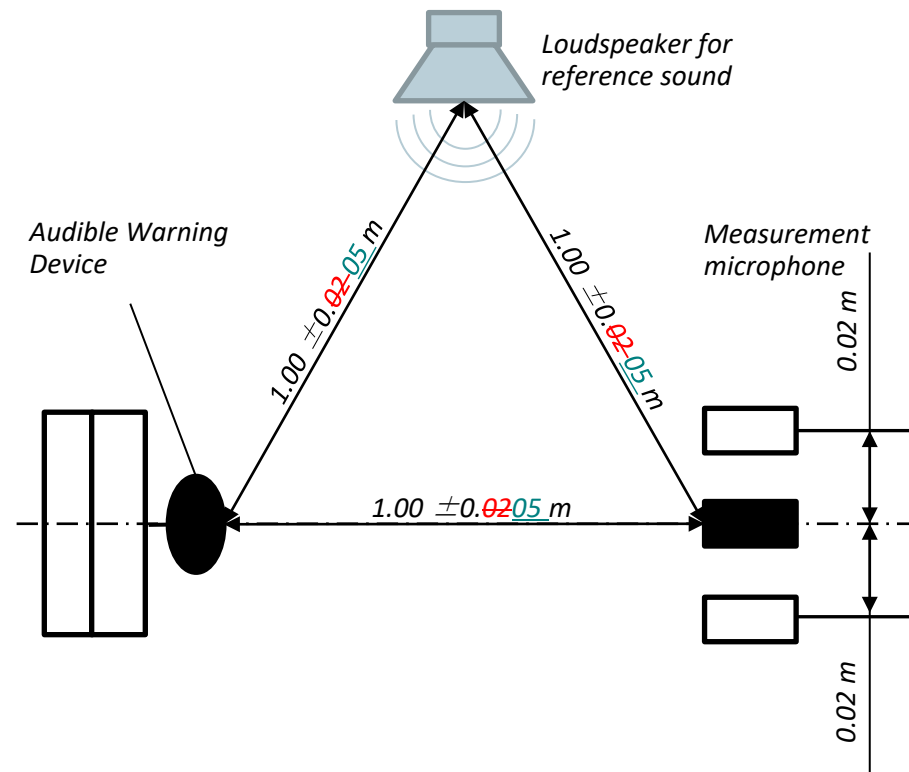 Loudspeaker for
reference sound
Audible Warning
Device
Measurement
microphone
1.00 ±0.0205 m
1.00 ±0.0205 m
0.02 m
1.00 ±0.0205 m
0.02 m